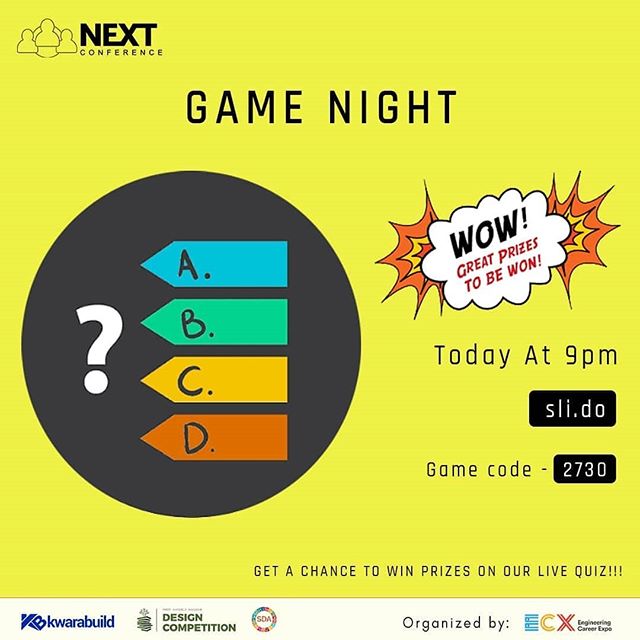 NEXT
CONFERENCE
GAME NIGHT
?
A.
B.
C.
D.
WOW!
GREAT PRIZES
TO BE WON!
Today At 9pm
sli.do
Game code - 2730
GET A CHANCE TO WIN PRIZES ON OUR LIVE QUIZ!!!
kwarabuild
DESIGN
COMPETITION
SDA
Organized by:
ECX
Engineering
Career Expo